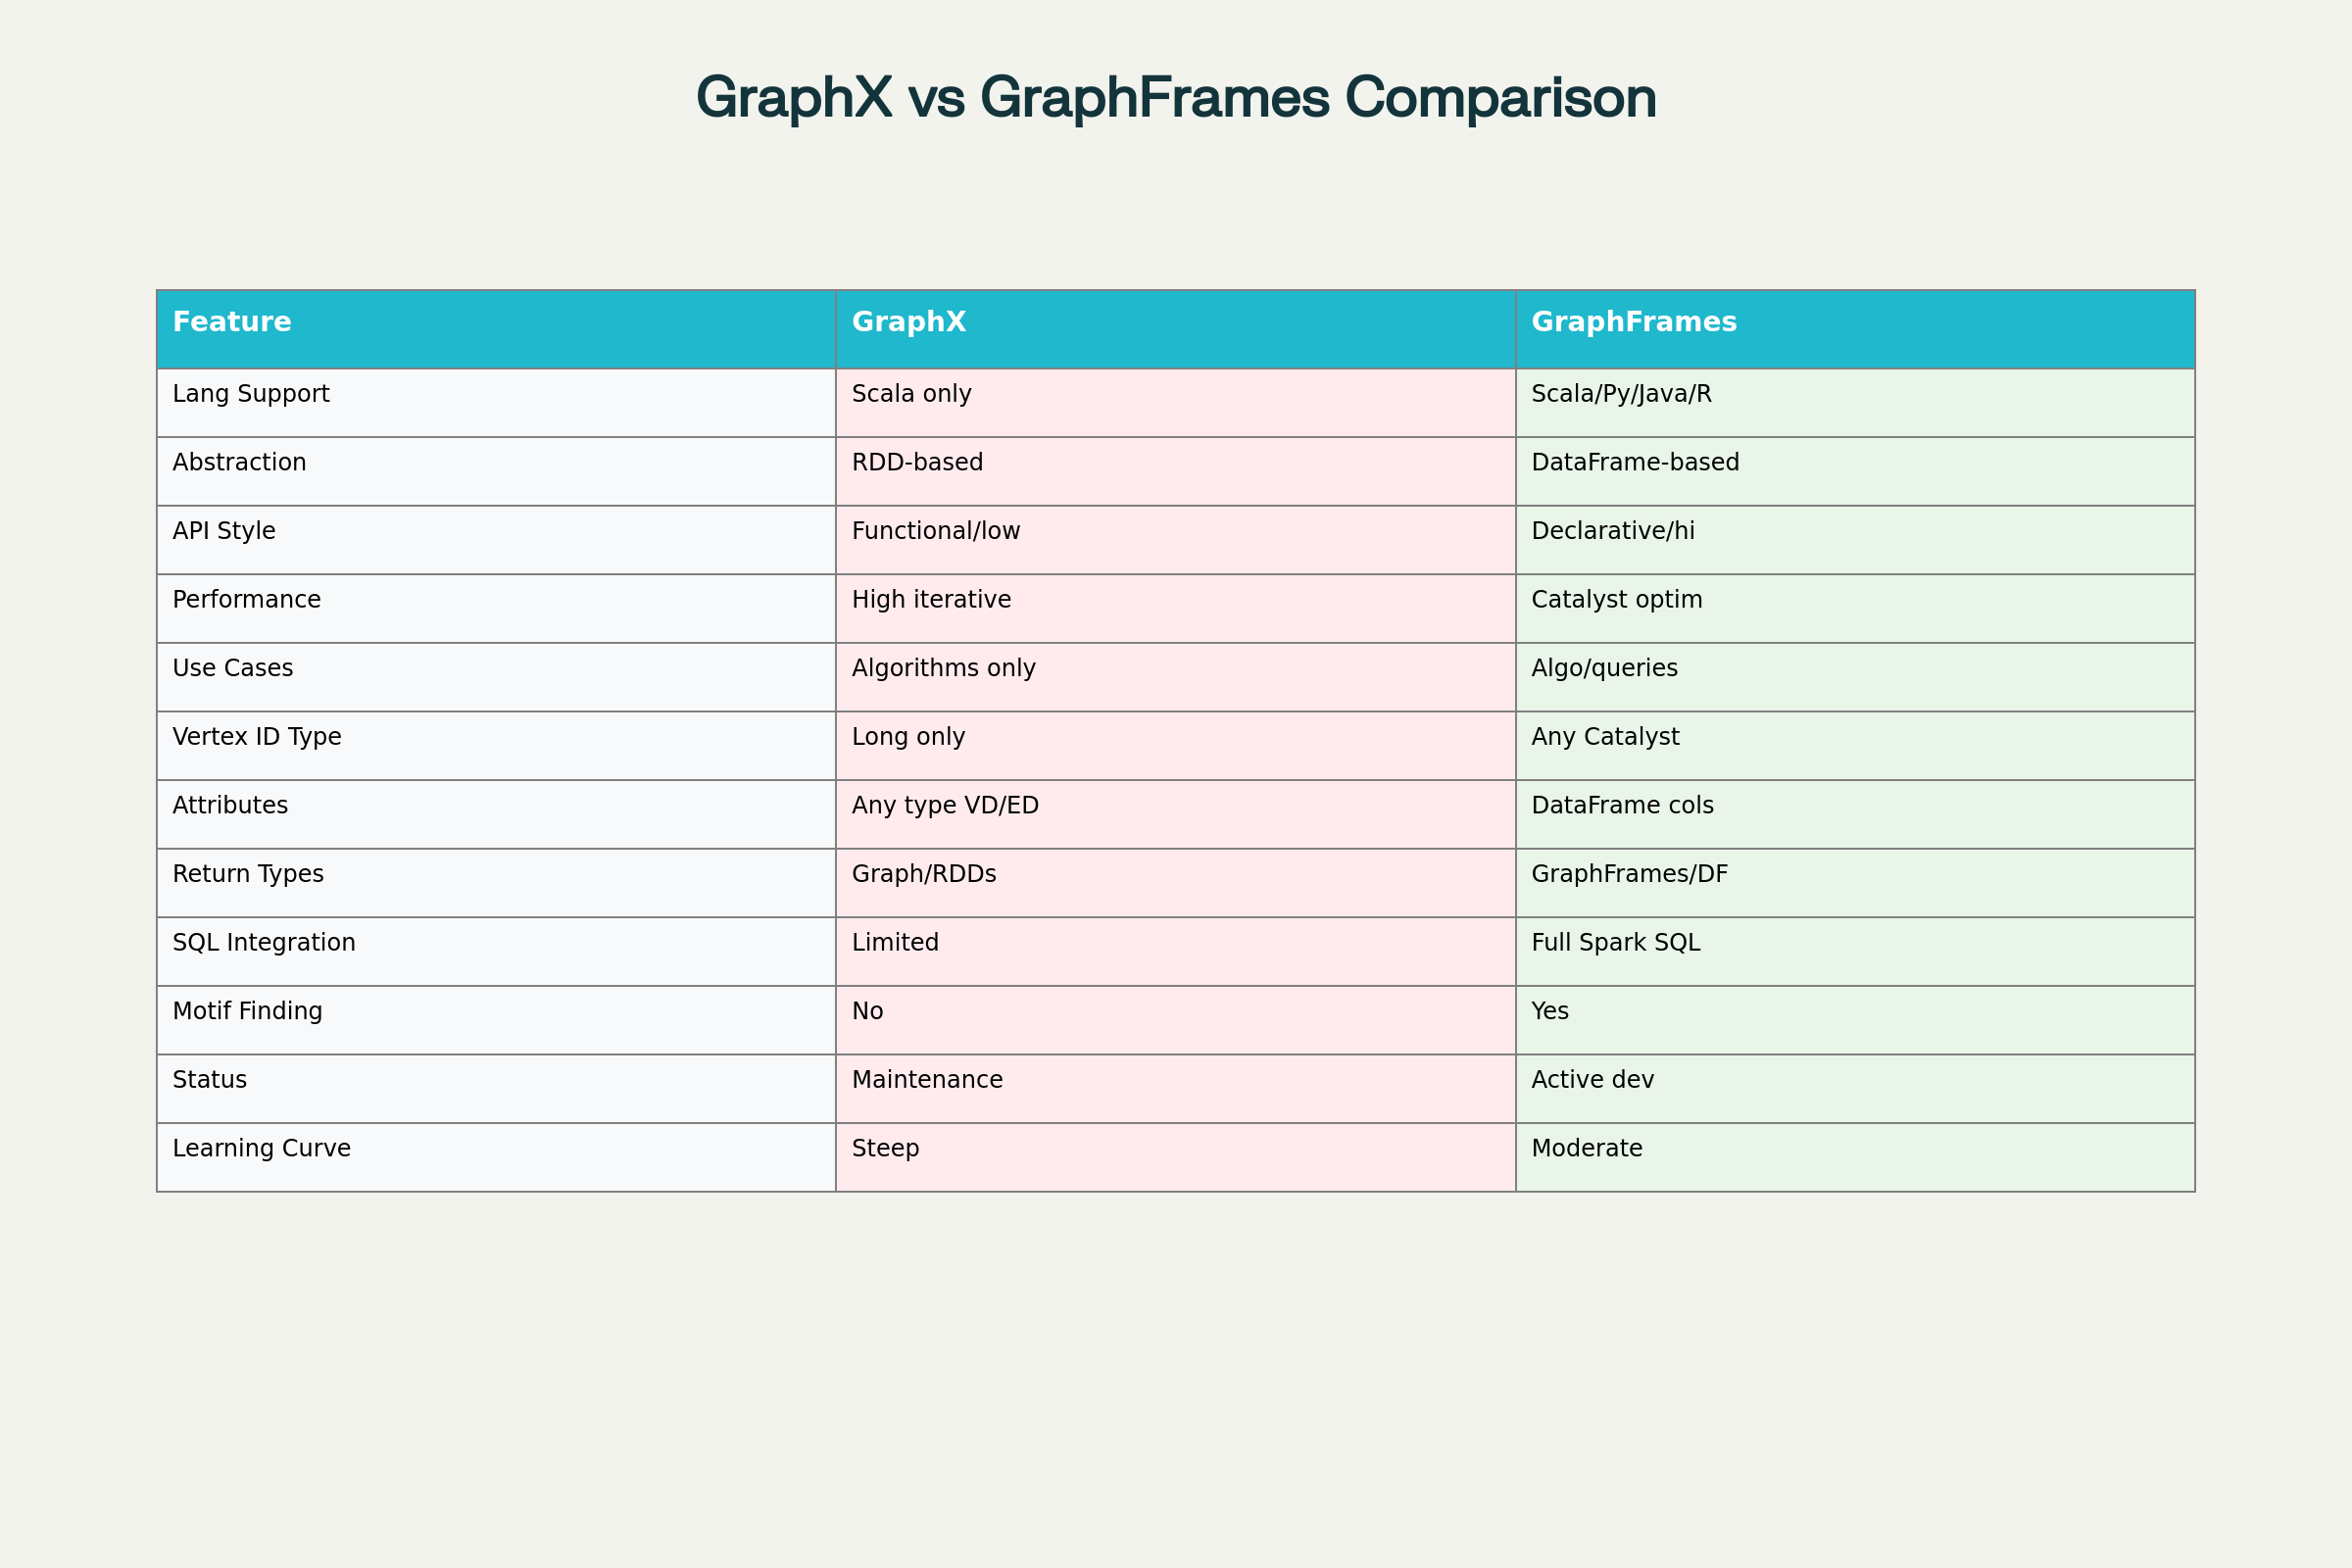 GraphX vs GraphFrames Comparison
Feature GraphX GraphFrames
Lang Support Scala only Scala/Py/Java/R
Abstraction RDD-based DataFrame-based
API Style Functional/low Declarative/hi
Performance High iterative Catalyst optim
Use Cases Algorithms only Algo/queries
Vertex ID Type Long only Any Catalyst
Attributes Any type VD/ED DataFrame cols
Return Types Graph/RDDs GraphFrames/DF
SQL Integration Limited Full Spark SQL
Motif Finding No Yes
Status Maintenance Active dev
Learning Curve Steep Moderate